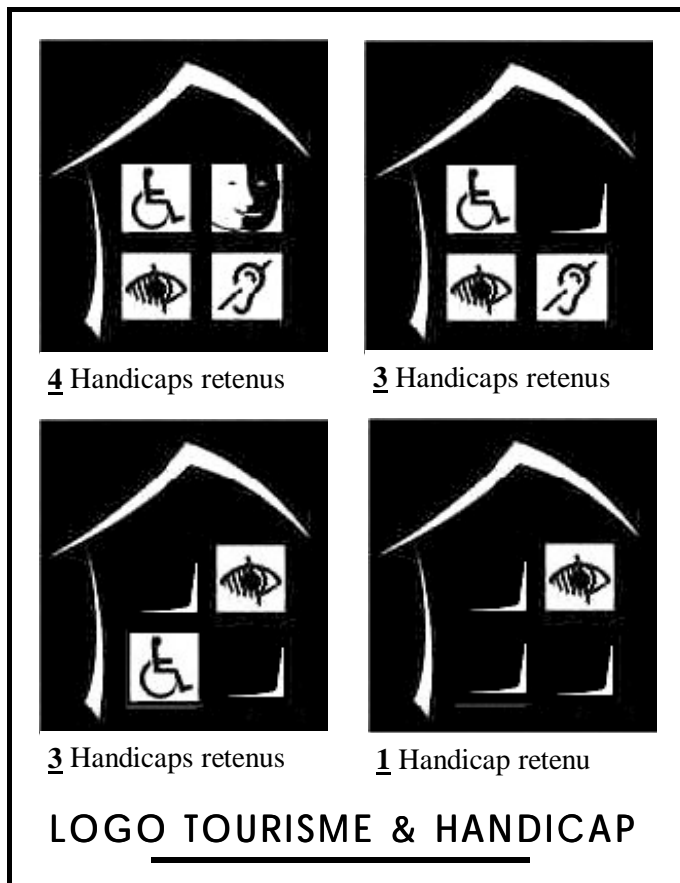 4 Handicaps retenus
3 Handicaps retenus
3 Handicaps retenus
1 Handicap retenu
LOGO TOURISME & HANDICAP